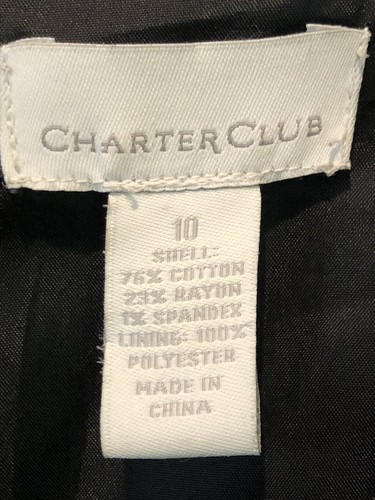 CHARTER CLUB
10
SHELL:
76% COTTON
23% RAYON
1% SPANDEX
LINING: 100%
POLYESTER
MADE IN
CHINA